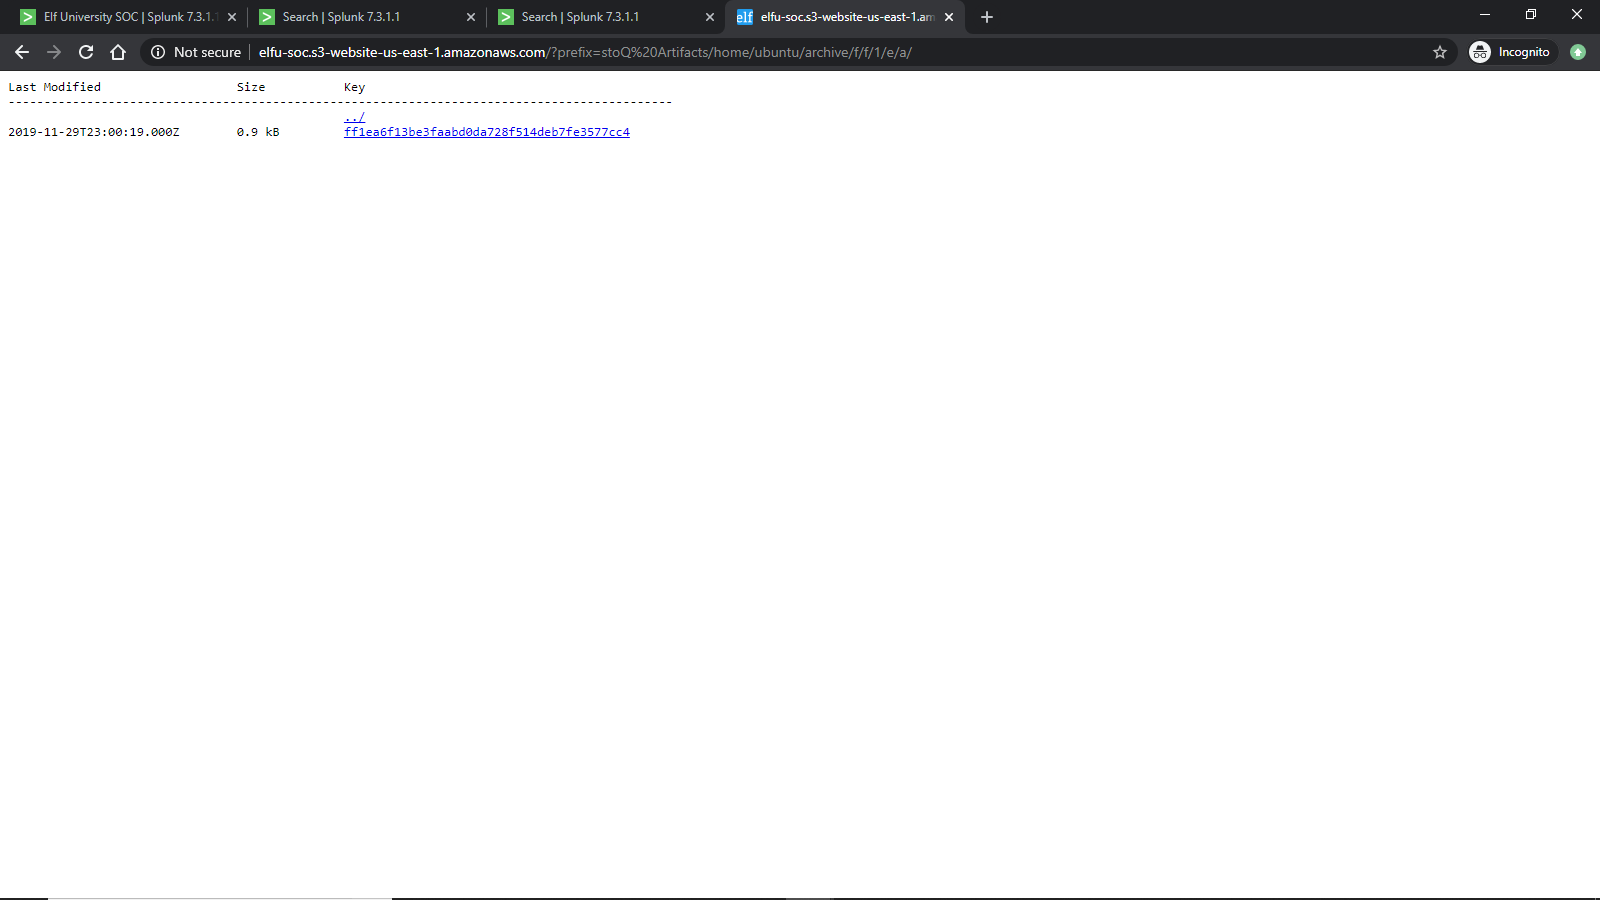 Elf University SOC | Splunk 7.3.1.1
Search | Splunk 7.3.1.1
Search | Splunk 7.3.1.1
elf
elfu-soc.s3-website-us-east-1.am
Not secure
elfu-soc.s3-website-us-east-1.amazonaws.com/?prefix=stoQ%20Artifacts/home/ubuntu/archive/f/f/1/e/a/
Incognito
Last Modified Size Key
---------------------------------------------------------------------------------------------
../
2019-11-29T23:00:19.000Z 0.9 kB ff1ea6f13be3faabd0da728f514deb7fe3577cc4